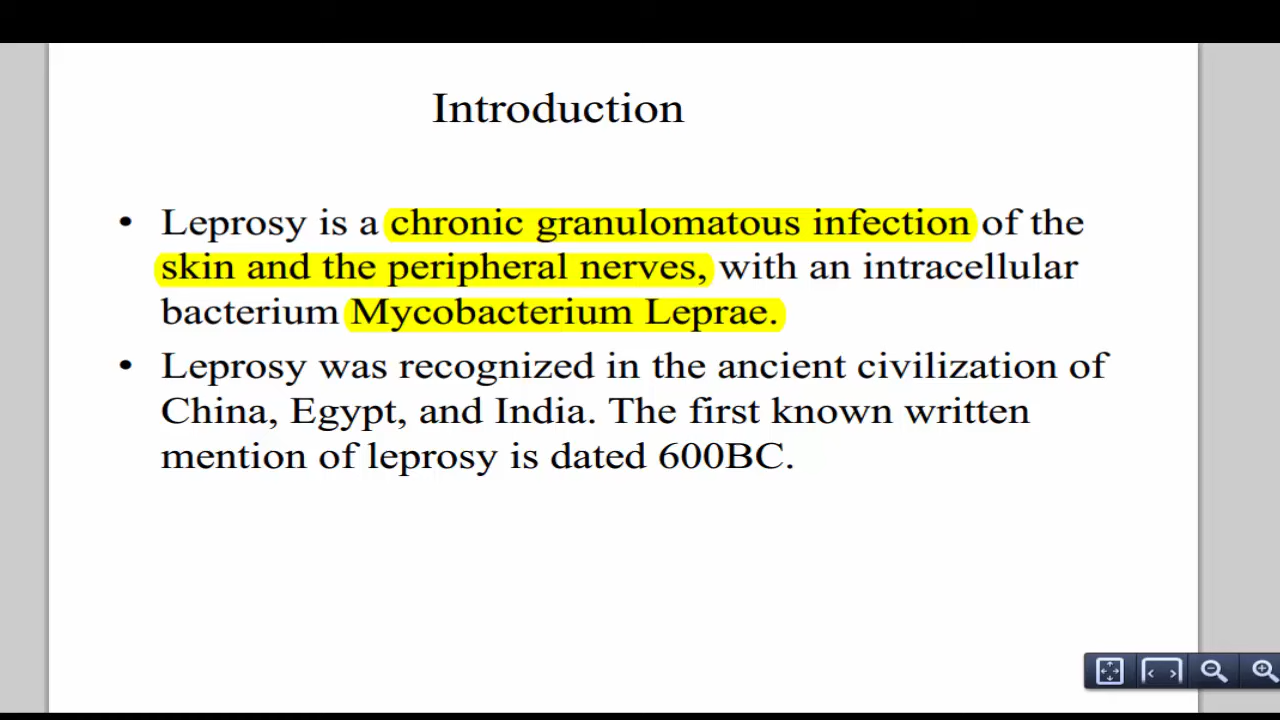 Introduction
• Leprosy is a chronic granulomatous infection of the
skin and the peripheral nerves, with an intracellular
bacterium Mycobacterium Leprae.
• Leprosy was recognized in the ancient civilization of
China, Egypt, and India. The first known written
mention of leprosy is dated 600BC.